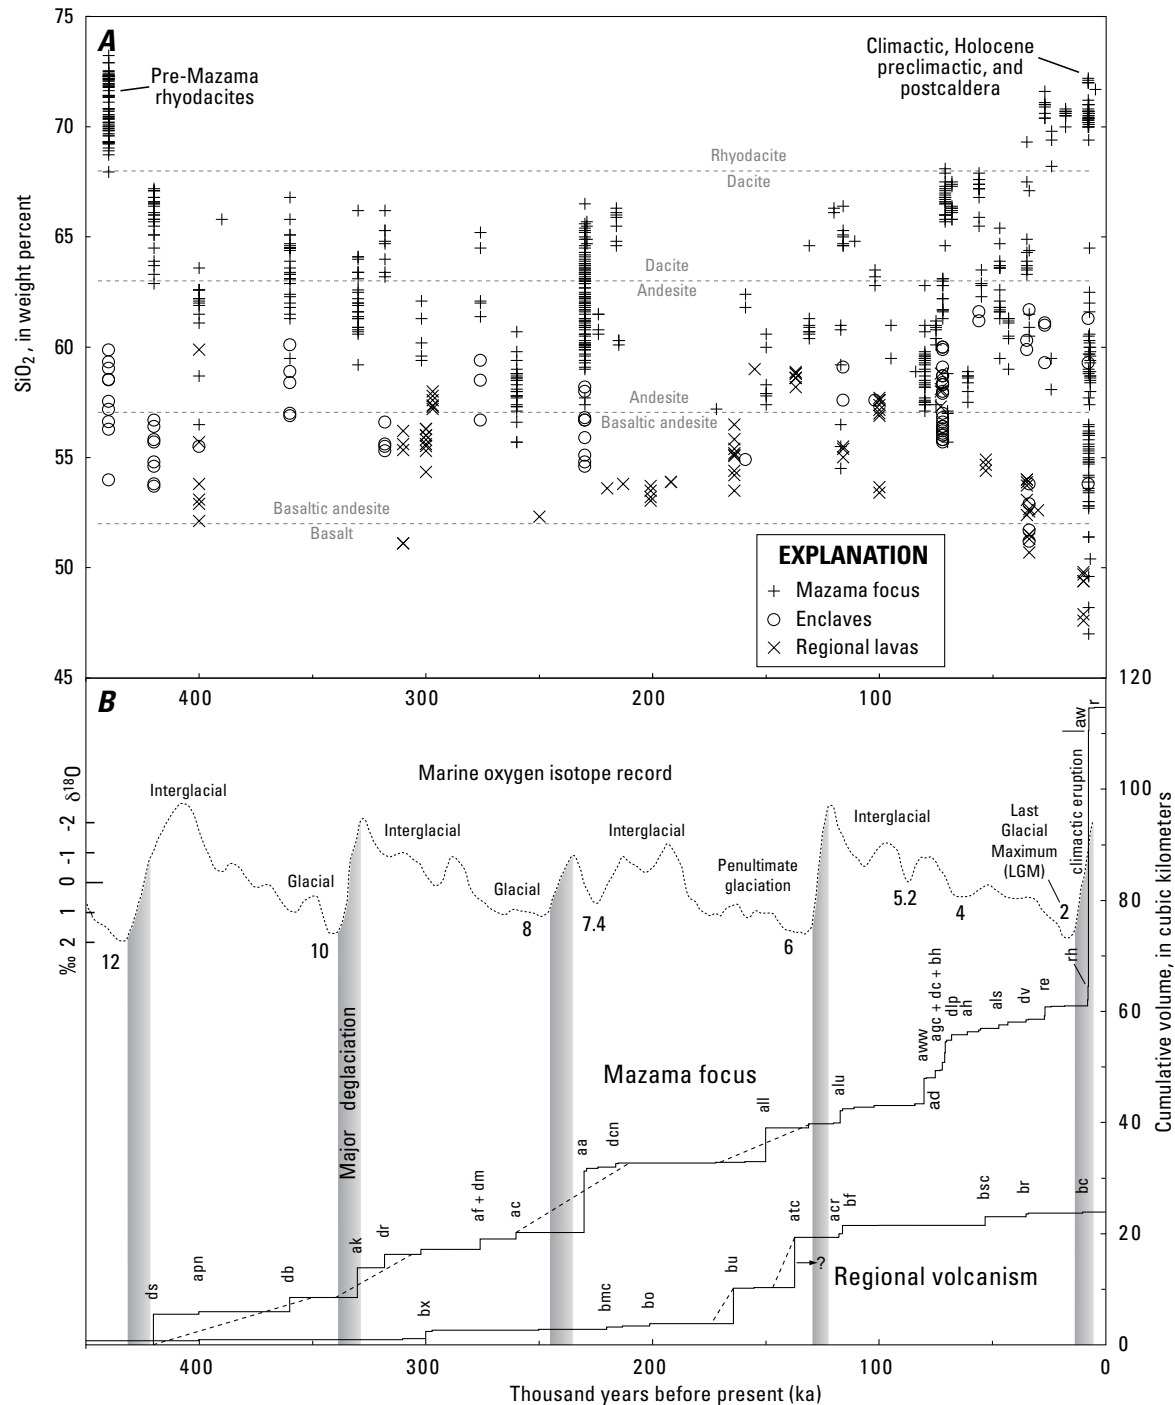 75
A
70
65
60
55
50
45
SiO2, in weight percent
Pre-Mazama
rhyodacites
Climactic, Holocene
preclimactic, and
postcaldera
Rhyodacite
Dacite
Dacite
Andesite
Andesite
Basaltic andesite
Basaltic andesite
Basalt
EXPLANATION
Mazama focus
Enclaves
Regional lavas
400
300
200
100
B
120
100
80
60
40
20
0
Cumulative volume, in cubic kilometers
δ18O
-2
-1
0
1
2
‰
Marine oxygen isotope record
Interglacial
Glacial
Interglacial
Glacial
Interglacial
Penultimate
glaciation
Interglacial
Last
Glacial
Maximum
(LGM)
climactic eruption
12
10
8
7.4
6
5.2
4
2
Major deglaciation
Mazama focus
Regional volcanism
ds
apn
db
ak
dr
af + dm
ac
aa
dcn
all
alu
aww
ad
agc + dc + bh
dlp
ah
als
dv
re
rh
aw
r
bx
bmc
bo
bu
atc
?
acr
bf
bsc
br
bc
400
300
200
100
0
Thousand years before present (ka)